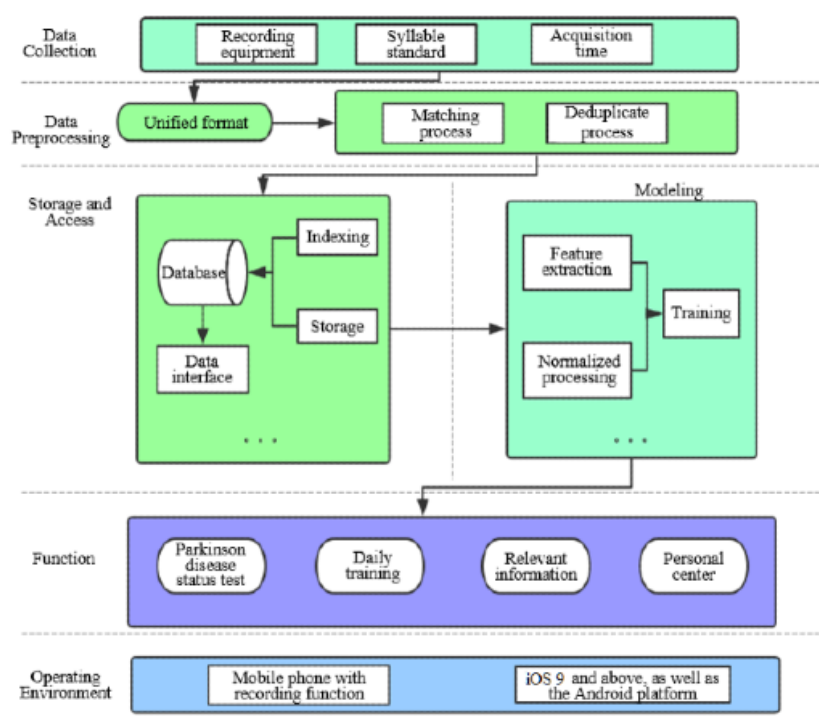 Data
Collection
Recording
equipment
Syllable
standard
Acquisition
time
Data
Preprocessing
Unified format
Matching
process
Deduplicate
process
Storage and
Access
Modeling
Indexing
Database
Storage
Data
interface
. . .
Feature
extraction
Training
Normalized
processing
. . .
Function
Parkinson
disease
status test
Daily
training
Relevant
information
Personal
center
Operating
Environment
Mobile phone with
recording function
iOS 9 and above, as well as
the Android platform